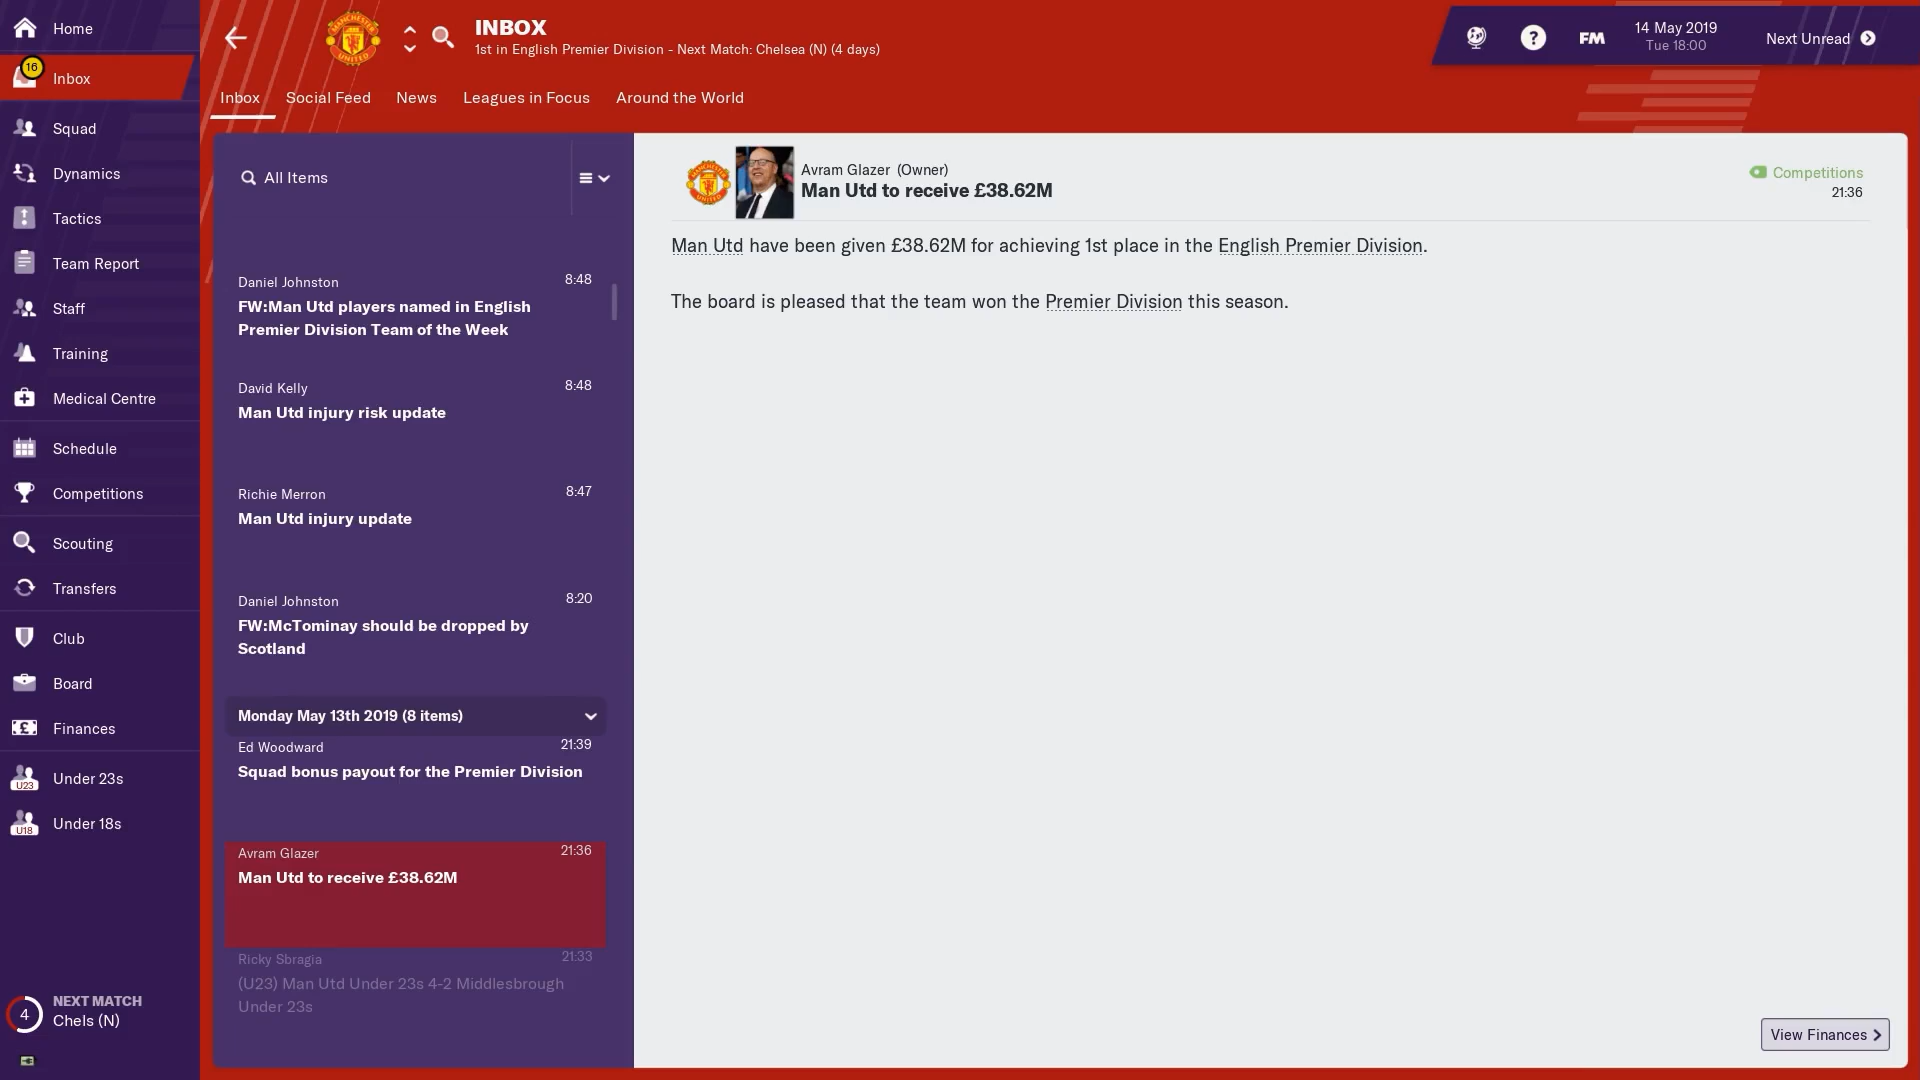 Home
16
Inbox
Squad
Dynamics
Tactics
Team Report
Staff
Training
Medical Centre
Schedule
Competitions
Scouting
Transfers
Club
Board
Finances
U23
Under 23s
U18
Under 18s
4
NEXT MATCH
Chels (N)
INBOX
1st in English Premier Division - Next Match: Chelsea (N) (4 days)
?
FM
14 May 2019
Tue 18:00
Next Unread
Inbox
Social Feed
News
Leagues in Focus
Around the World
All Items
Daniel Johnston
8:48
FW:Man Utd players named in English
Premier Division Team of the Week
David Kelly
8:48
Man Utd injury risk update
Richie Merron
8:47
Man Utd injury update
Daniel Johnston
8:20
FW:McTominay should be dropped by
Scotland
Monday May 13th 2019 (8 items)
Ed Woodward
21:39
Squad bonus payout for the Premier Division
Avram Glazer
21:36
Man Utd to receive £38.62M
Ricky Sbragia
21:33
(U23) Man Utd Under 23s 4-2 Middlesbrough
Under 23s
Avram Glazer (Owner)
Man Utd to receive £38.62M
Competitions
21:36
Man Utd have been given £38.62M for achieving 1st place in the English Premier Division.
The board is pleased that the team won the Premier Division this season.
View Finances
MANCHESTER
UNITED